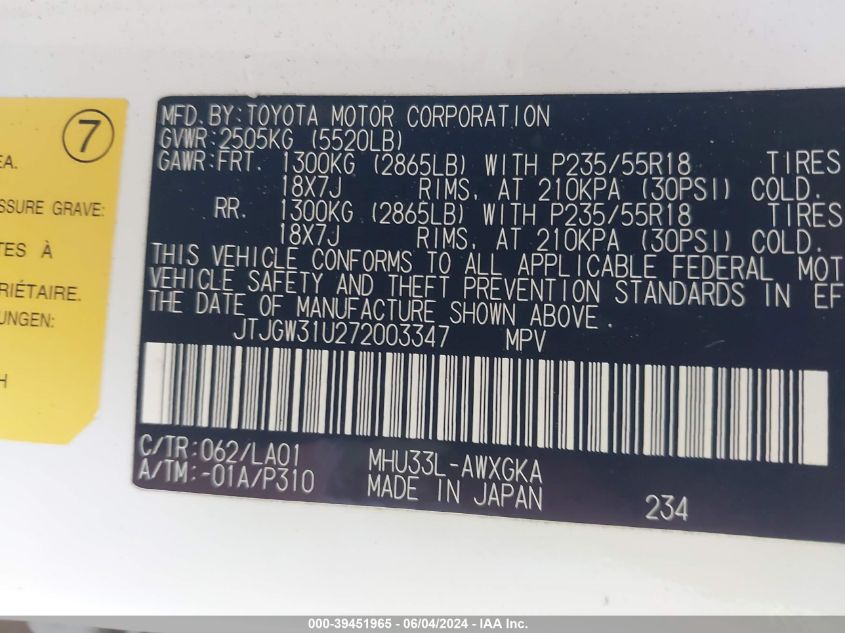 7
EA.
SSURE GRAVE:
TES À
RIÉTAIRE.
UNGEN:
H
MFD.BY:TOYOTA MOTOR CORPORATION
GVWR:2505KG (5520LB)
GAWR:FRT. 1300KG (2865LB) WITH P235/55R18 TIRES
18X7J RIMS, AT 210KPA (30PSI) COLD.
RR. 1300KG (2865LB) WITH P235/55R18 TIRES
18X7J RIMS, AT 210KPA (30PSI) COLD.
THIS VEHICLE CONFORMS TO ALL APPLICABLE FEDERAL MOT
VEHICLE SAFETY AND THEFT PREVENTION STANDARDS IN EF
THE DATE OF MANUFACTURE SHOWN ABOVE.
JTJGW31U272003347 MPV
C/TR:062/LA01 MHU33L-AWXGKA
A/TM:-01A/P310 MADE IN JAPAN 234
000-39451965 - 06/04/2024 - IAA Inc.